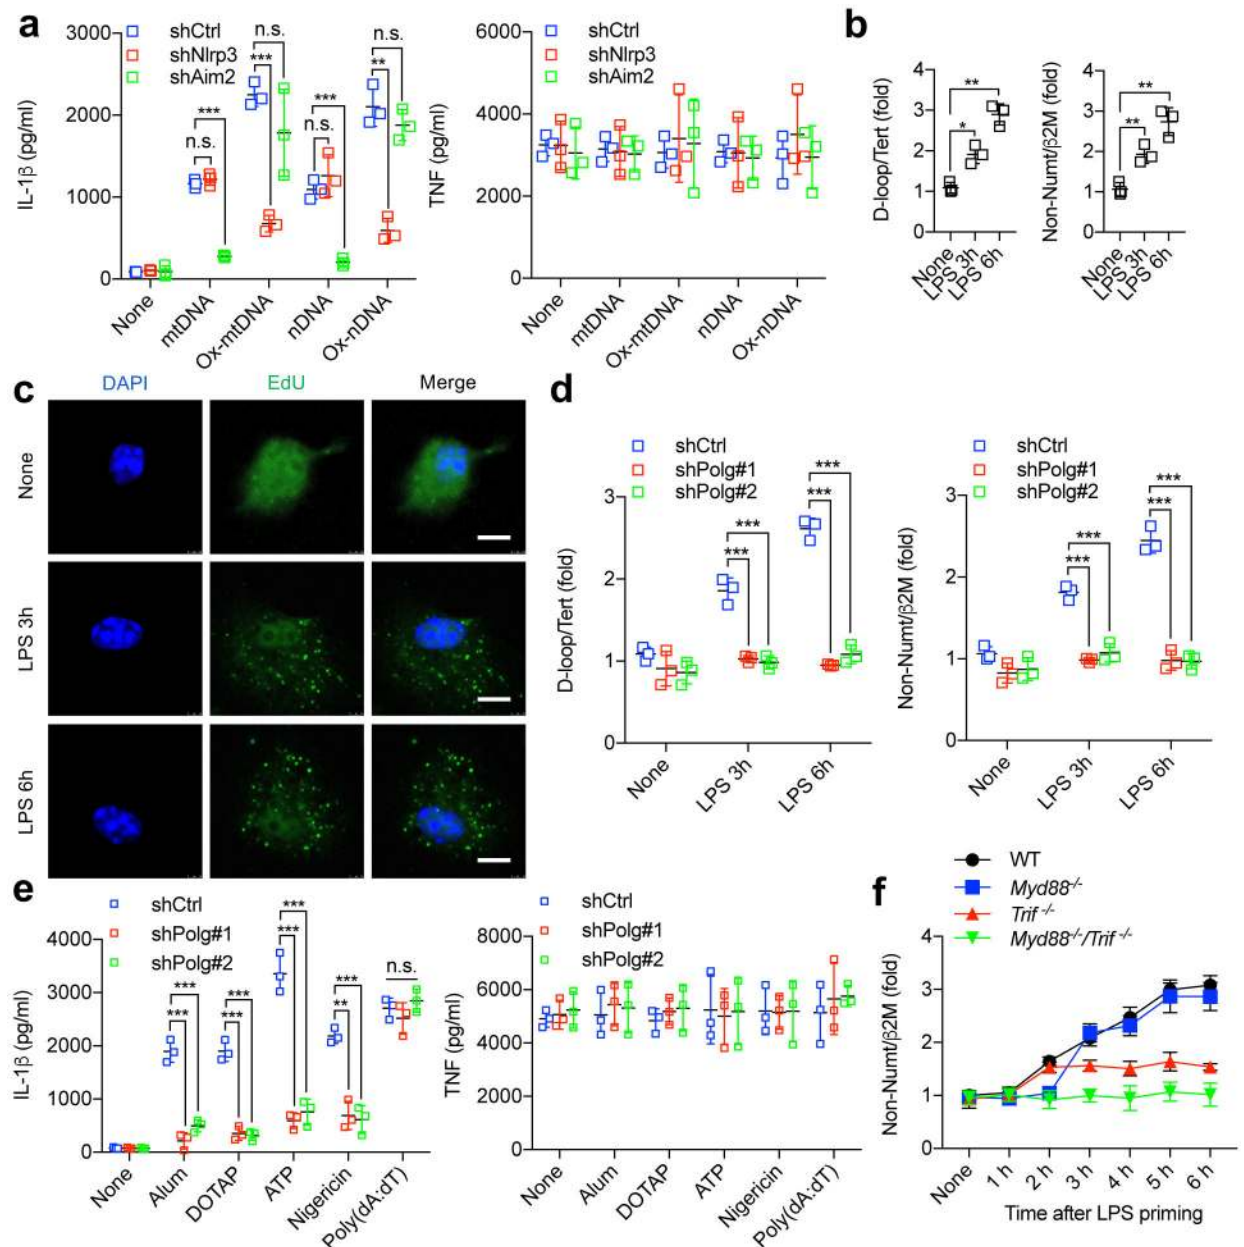 a
IL-1β (pg/ml)
3000
2000
1000
0
shCtrl
shNlrp3
shAim2
n.s.
***
n.s.
***
n.s.
***
n.s.
***
n.s.
**
None
mtDNA
Ox-mtDNA
nDNA
Ox-nDNA
TNF (pg/ml)
6000
4000
2000
0
shCtrl
shNlrp3
shAim2
None
mtDNA
Ox-mtDNA
nDNA
Ox-nDNA
b
D-loop/Tert (fold)
4
3
2
1
0
**
*
None
LPS 3h
LPS 6h
Non-Numt/β2M (fold)
4
3
2
1
0
**
**
None
LPS 3h
LPS 6h
c
DAPI
EdU
Merge
None
LPS 3h
LPS 6h
d
shCtrl
shPolg#1
shPolg#2
D-loop/Tert (fold)
3
2
1
0
***
***
***
***
None
LPS 3h
LPS 6h
shCtrl
shPolg#1
shPolg#2
Non-Numt/β2M (fold)
3
2
1
0
***
***
***
***
None
LPS 3h
LPS 6h
e
shCtrl
shPolg#1
shPolg#2
IL-1β (pg/ml)
4000
3000
2000
1000
0
***
***
***
***
***
***
***
**
n.s.
None
Alum
DOTAP
ATP
Nigericin
Poly(dA:dT)
shCtrl
shPolg#1
shPolg#2
TNF (pg/ml)
8000
6000
4000
2000
0
None
Alum
DOTAP
ATP
Nigericin
Poly(dA:dT)
f
WT
Myd88-/-
Trif -/-
Myd88-/-/Trif -/-
Non-Numt/β2M (fold)
4
3
2
1
0
None
1 h
2 h
3 h
4 h
5 h
6 h
Time after LPS priming